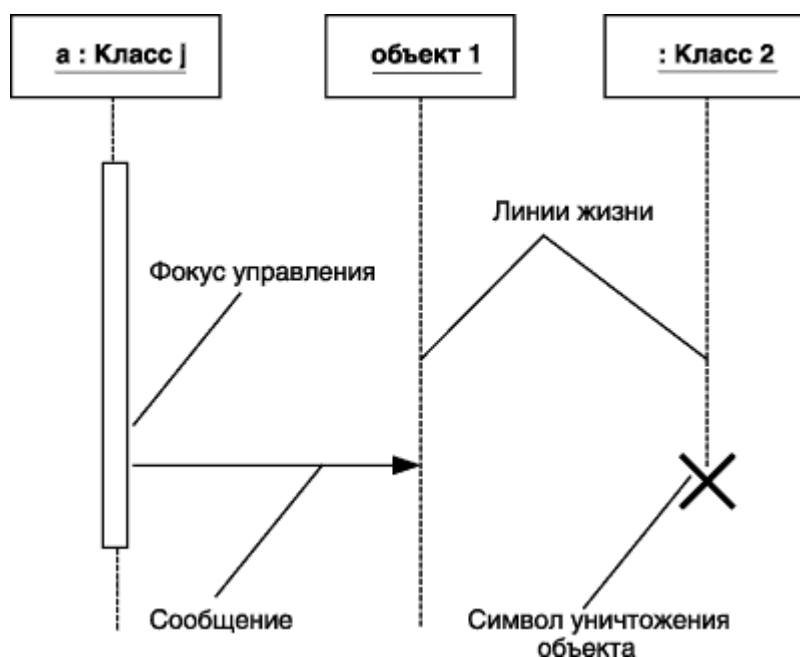 a : Класс j
объект 1
: Класс 2
Линии жизни
Фокус управления
Сообщение
Символ уничтожения
объекта